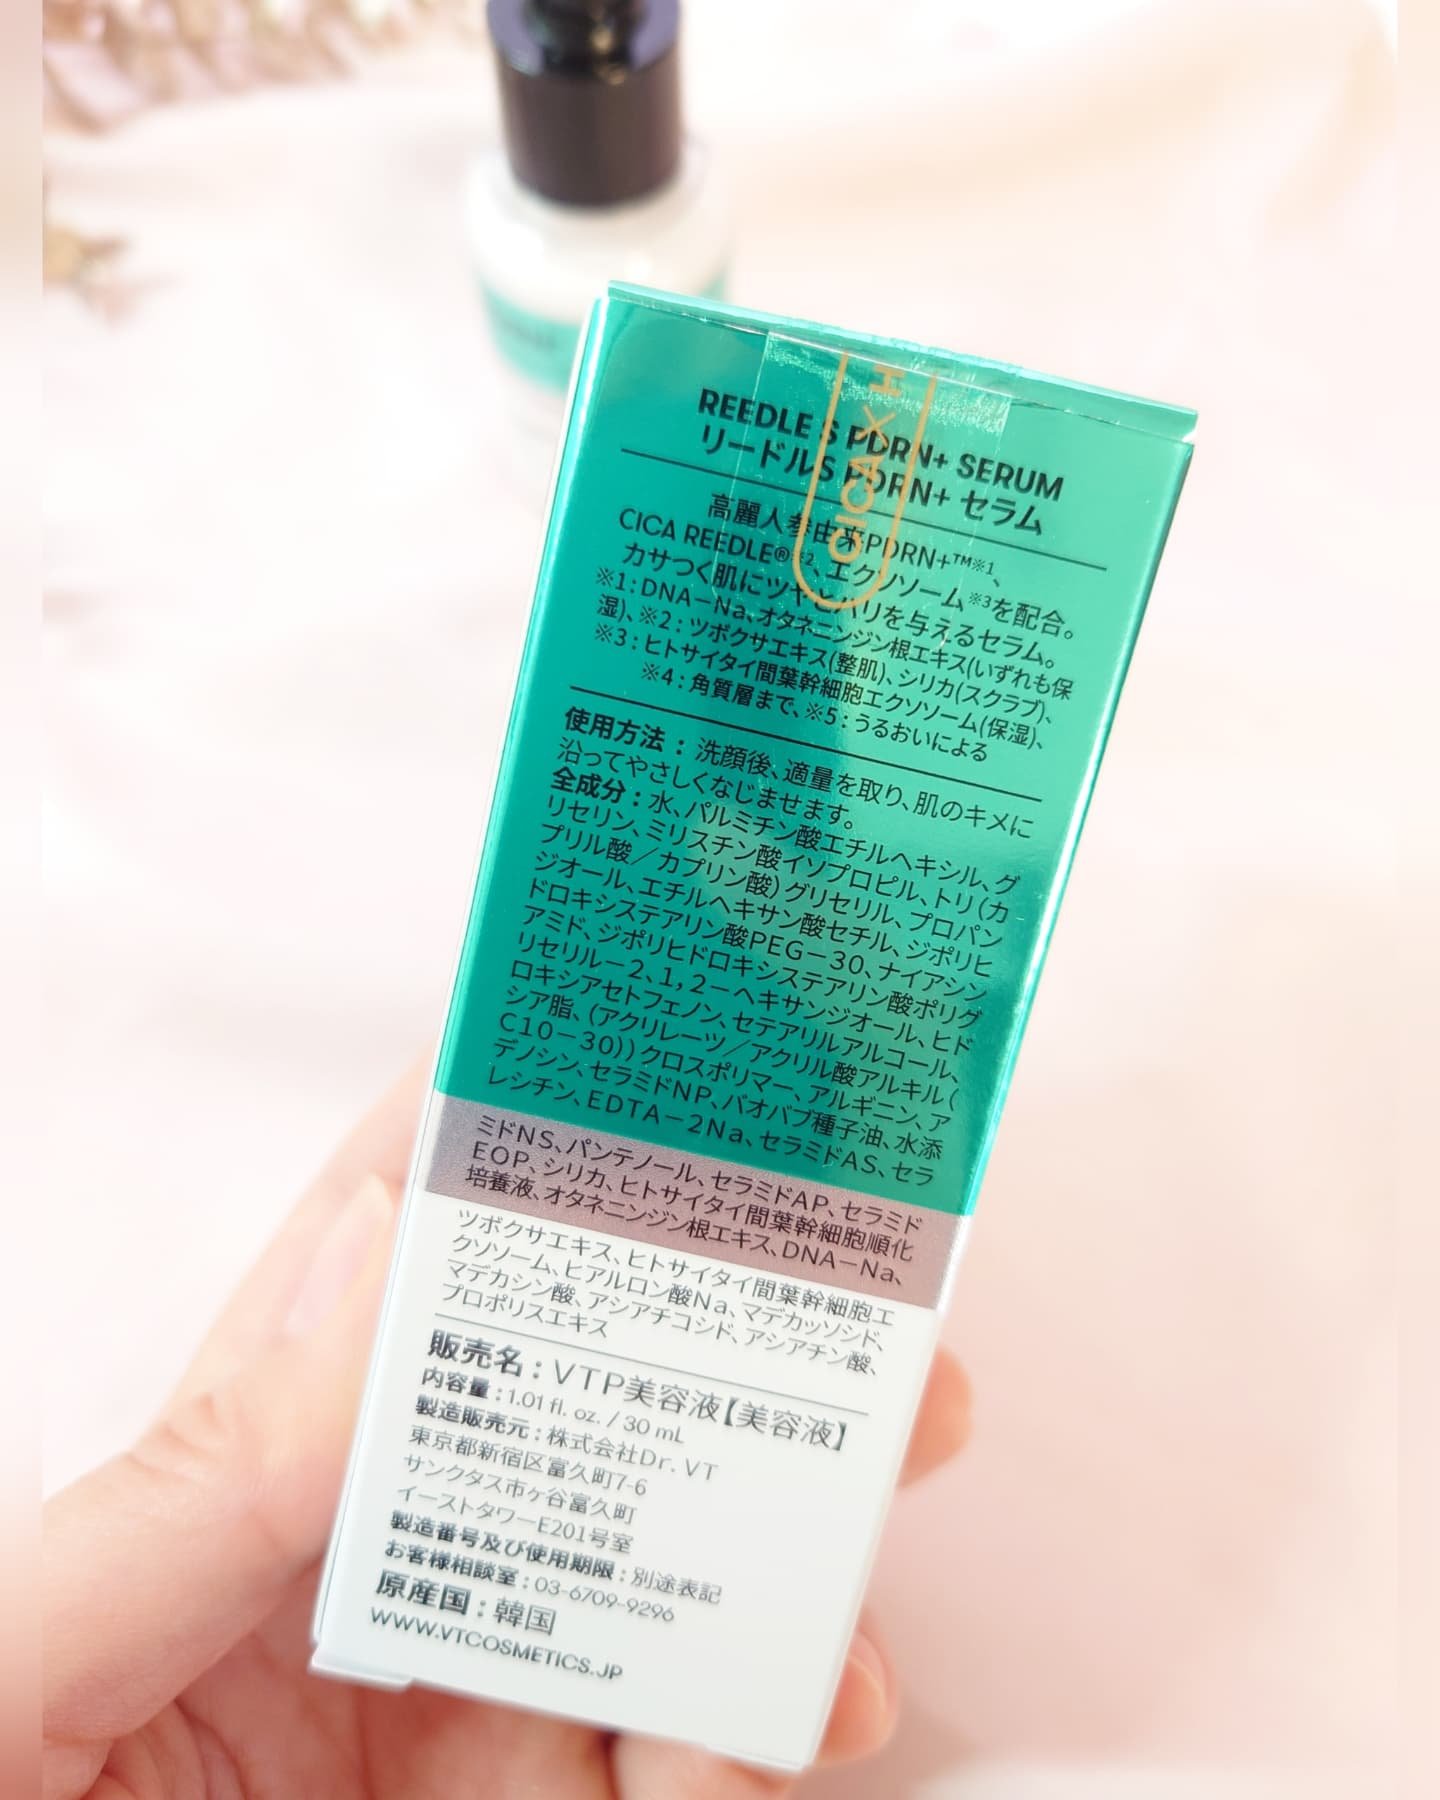 REEDLE S PDRN+ SERUM
リードルS PDRN+ セラム
高麗人参由来PDRN+™※1、
CICA REEDLE®※2、エクソソーム※3を配合。
カサつく肌にツヤとハリを与えるセラム。
※1:DNA－Na、オタネニンジン根エキス(いずれも保
湿)、※2:ツボクサエキス(整肌)、シリカ(スクラブ)、
※3:ヒトサイタイ間葉幹細胞エクソソーム(保湿)、
※4:角質層まで、※5:うるおいによる
使用方法:洗顔後、適量を取り、肌のキメに
沿ってやさしくなじませます。
全成分:水、パルミチン酸エチルヘキシル、グ
リセリン、ミリスチン酸イソプロピル、トリ(カ
プリル酸／カプリン酸)グリセリル、プロパン
ジオール、エチルヘキサン酸セチル、ジポリヒ
ドロキシステアリン酸PEG－30、ナイアシン
アミド、ジポリヒドロキシステアリン酸ポリグ
リセリル－2、1,2－ヘキサンジオール、ヒド
ロキシアセトフェノン、セテアリルアルコール、
シア脂、(アクリレーツ／アクリル酸アルキル(
C10－30))クロスポリマー、アルギニン、ア
デノシン、セラミドNP、バオバブ種子油、水添
レシチン、EDTA－2Na、セラミドAS、セラ
ミドNS、パンテノール、セラミドAP、セラミド
EOP、シリカ、ヒトサイタイ間葉幹細胞順化
培養液、オタネニンジン根エキス、DNA－Na、
ツボクサエキス、ヒトサイタイ間葉幹細胞エ
クソソーム、ヒアルロン酸Na、マデカッソシド、
マデカシン酸、アシアチコシド、アシアチン酸、
プロポリスエキス
販売名:VTP美容液【美容液】
内容量:1.01 fl. oz. / 30 mL
製造販売元:株式会社Dr. VT
東京都新宿区富久町7-6
サンクタス市ヶ谷富久町
イーストタワーE201号室
製造番号及び使用期限:別途表記
お客様相談室:03-6709-9296
原産国:韓国
WWW.VTCOSMETICS.JP
CICA X H